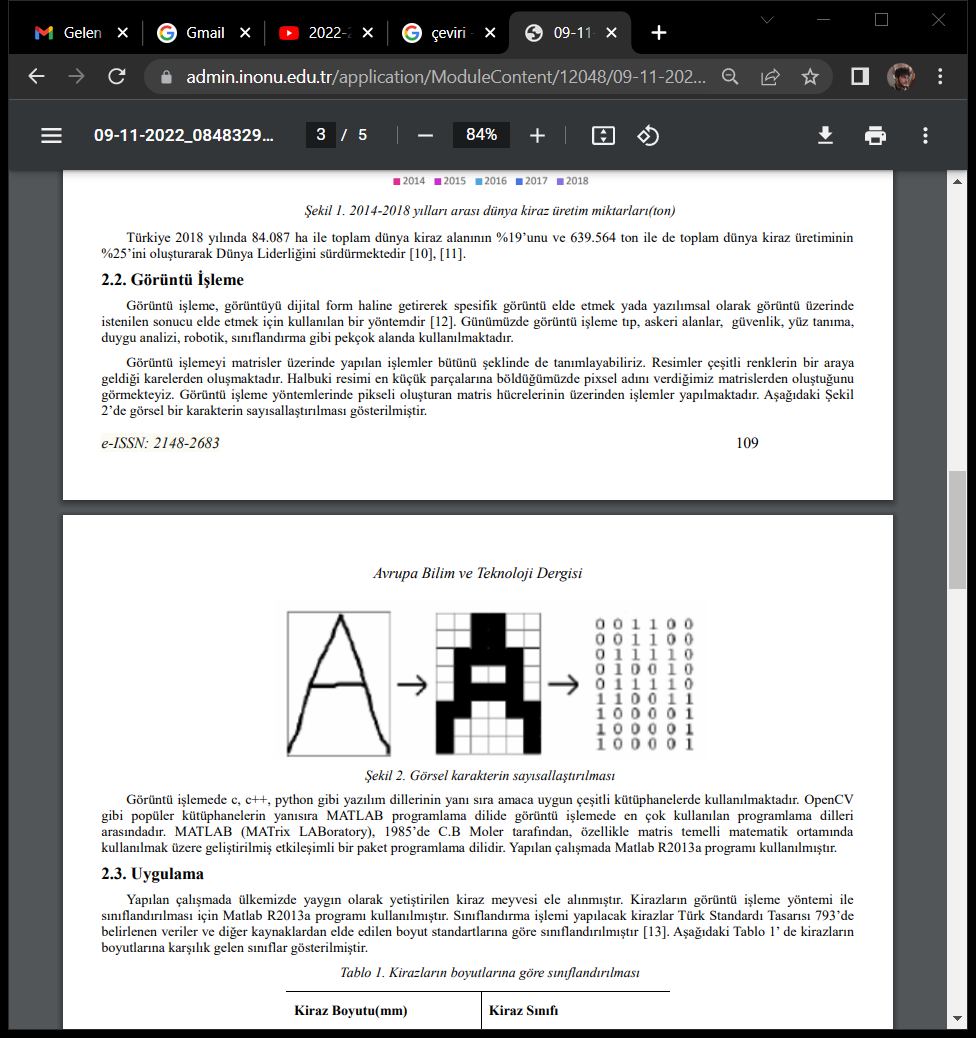 Gelen
Gmail
2022-2
çeviri -
09-11-
admin.inonu.edu.tr/application/ModuleContent/12048/09-11-202...
09-11-2022_0848329...
3 / 5
84%
2014 2015 2016 2017 2018
Şekil 1. 2014-2018 yılları arası dünya kiraz üretim miktarları(ton)
Türkiye 2018 yılında 84.087 ha ile toplam dünya kiraz alanının %19’unu ve 639.564 ton ile de toplam dünya kiraz üretiminin
%25’ini oluşturarak Dünya Liderliğini sürdürmektedir [10], [11].
2.2. Görüntü İşleme
Görüntü işleme, görüntüyü dijital form haline getirerek spesifik görüntü elde etmek yada yazılımsal olarak görüntü üzerinde
istenilen sonucu elde etmek için kullanılan bir yöntemdir [12]. Günümüzde görüntü işleme tıp, askeri alanlar, güvenlik, yüz tanıma,
duygu analizi, robotik, sınıflandırma gibi pekçok alanda kullanılmaktadır.
Görüntü işlemeyi matrisler üzerinde yapılan işlemler bütünü şeklinde de tanımlayabiliriz. Resimler çeşitli renklerin bir araya
geldiği karelerden oluşmaktadır. Halbuki resimi en küçük parçalarına böldüğümüzde pixsel adını verdiğimiz matrislerden oluştuğunu
görmekteyiz. Görüntü işleme yöntemlerinde pikseli oluşturan matris hücrelerinin üzerinden işlemler yapılmaktadır. Aşağıdaki Şekil
2’de görsel bir karakterin sayısallaştırılması gösterilmiştir.
e-ISSN: 2148-2683 109
Avrupa Bilim ve Teknoloji Dergisi
A
0 0 1 1 0 0
0 0 1 1 0 0
0 1 1 1 1 0
0 1 0 0 1 0
0 1 1 1 1 0
1 1 0 0 1 1
1 0 0 0 0 1
1 0 0 0 0 1
1 0 0 0 0 1
Şekil 2. Görsel karakterin sayısallaştırılması
Görüntü işlemede c, c++, python gibi yazılım dillerinin yanı sıra amaca uygun çeşitli kütüphanelerde kullanılmaktadır. OpenCV
gibi popüler kütüphanelerin yanısıra MATLAB programlama dilide görüntü işlemede en çok kullanılan programlama dilleri
arasındadır. MATLAB (MATrix LABoratory), 1985’de C.B Moler tarafından, özellikle matris temelli matematik ortamında
kullanılmak üzere geliştirilmiş etkileşimli bir paket programlama dilidir. Yapılan çalışmada Matlab R2013a programı kullanılmıştır.
2.3. Uygulama
Yapılan çalışmada ülkemizde yaygın olarak yetiştirilen kiraz meyvesi ele alınmıştır. Kirazların görüntü işleme yöntemi ile
sınıflandırılması için Matlab R2013a programı kullanılmıştır. Sınıflandırma işlemi yapılacak kirazlar Türk Standardı Tasarısı 793’de
belirlenen veriler ve diğer kaynaklardan elde edilen boyut standartlarına göre sınıflandırılmıştır [13]. Aşağıdaki Tablo 1’ de kirazların
boyutlarına karşılık gelen sınıflar gösterilmiştir.
Tablo 1. Kirazların boyutlarına göre sınıflandırılması
Kiraz Boyutu(mm) Kiraz Sınıfı